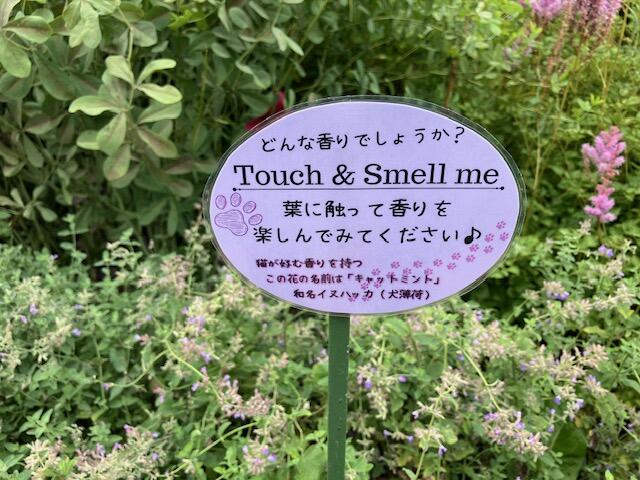 どんな香りでしょうか?
Touch & Smell me
葉に触って香りを
楽しんでみてください♪
猫が好む香りを持つ
この花の名前は「キャットミント」
和名イヌハッカ(犬薄荷)